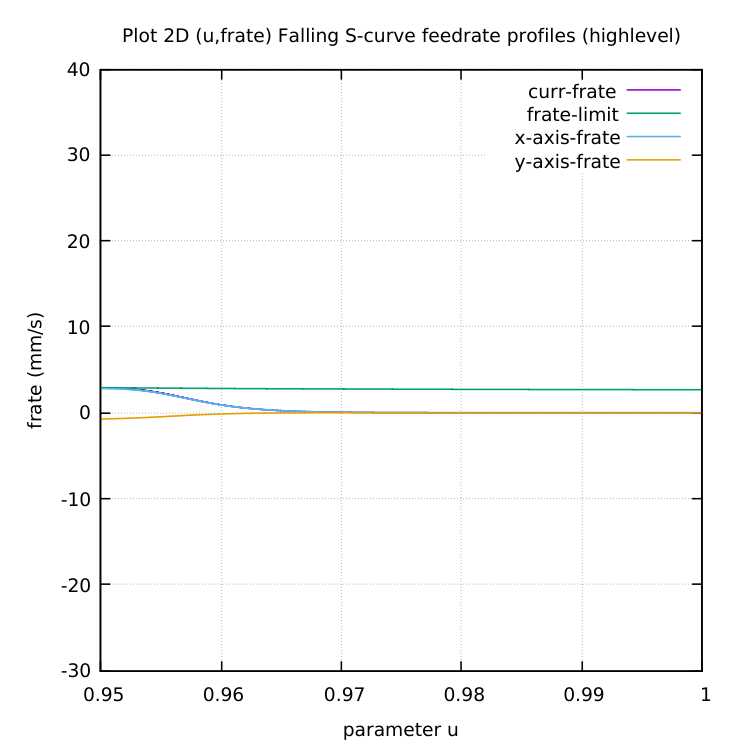 Plot 2D (u,frate) Falling S-curve feedrate profiles (highlevel)
40
30
20
10
0
-10
-20
-30
frate (mm/s)
curr-frate
frate-limit
x-axis-frate
y-axis-frate
0.95 0.96 0.97 0.98 0.99 1
parameter u